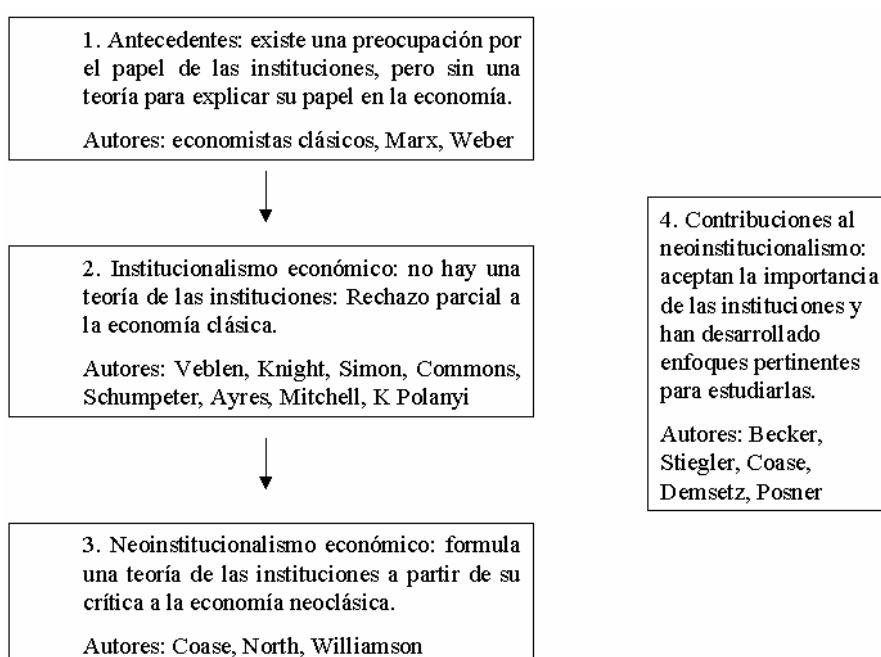 1. Antecedentes: existe una preocupación por
el papel de las instituciones, pero sin una
teoría para explicar su papel en la economía.
Autores: economistas clásicos, Marx, Weber
2. Institucionalismo económico: no hay una
teoría de las instituciones: Rechazo parcial a
la economía clásica.
Autores: Veblen, Knight, Simon, Commons,
Schumpeter, Ayres, Mitchell, K Polanyi
3. Neoinstitucionalismo económico: formula
una teoría de las instituciones a partir de su
crítica a la economía neoclásica.
Autores: Coase, North, Williamson
4. Contribuciones al
neoinstitucionalismo:
aceptan la importancia
de las instituciones y
han desarrollado
enfoques pertinentes
para estudiarlas.
Autores: Becker,
Stiegler, Coase,
Demsetz, Posner